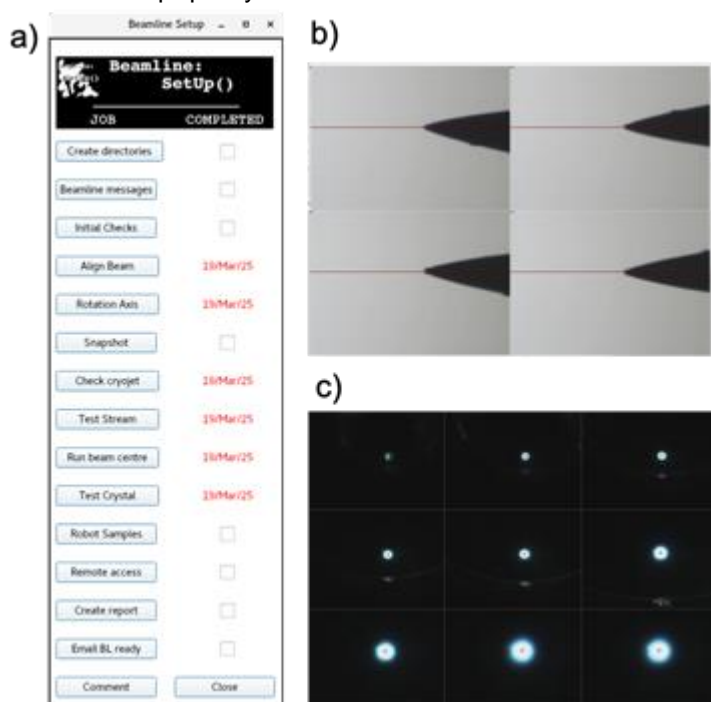 a)
Beamline Setup
Beamline:
SetUp()
JOB COMPLETED
Create directories
Beamline messages
Initial Checks
Align Beam 19/Mar/25
Rotation Axis 19/Mar/25
Snapshot
Check cryojet 19/Mar/25
Test Stream 19/Mar/25
Run beam centre 19/Mar/25
Test Crystal 19/Mar/25
Robot Samples
Remote access
Create report
Email BL ready
Comment Close
b)
c)